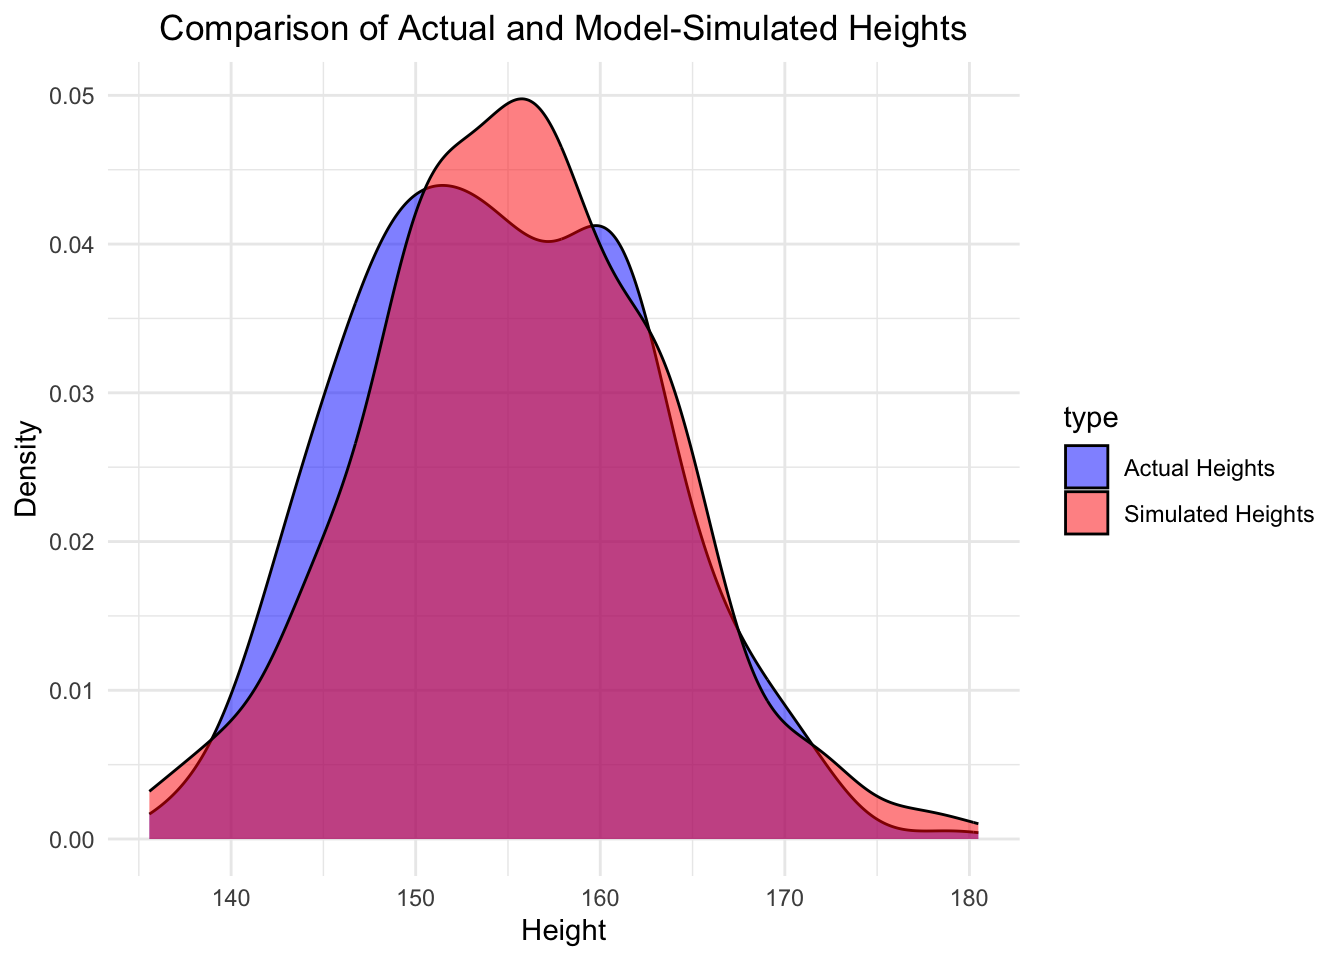 Comparison of Actual and Model-Simulated Heights
0.05
0.04
0.03
0.02
0.01
0.00
Density
140 150 160 170 180
Height
type
Actual Heights
Simulated Heights